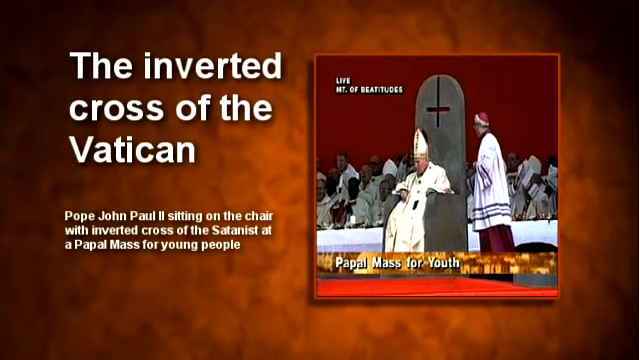 The inverted
cross of the
Vatican
Pope John Paul II sitting on the chair
with inverted cross of the Satanist at
a Papal Mass for young people
LIVE
MT. OF BEATITUDES
Papal Mass for Youth